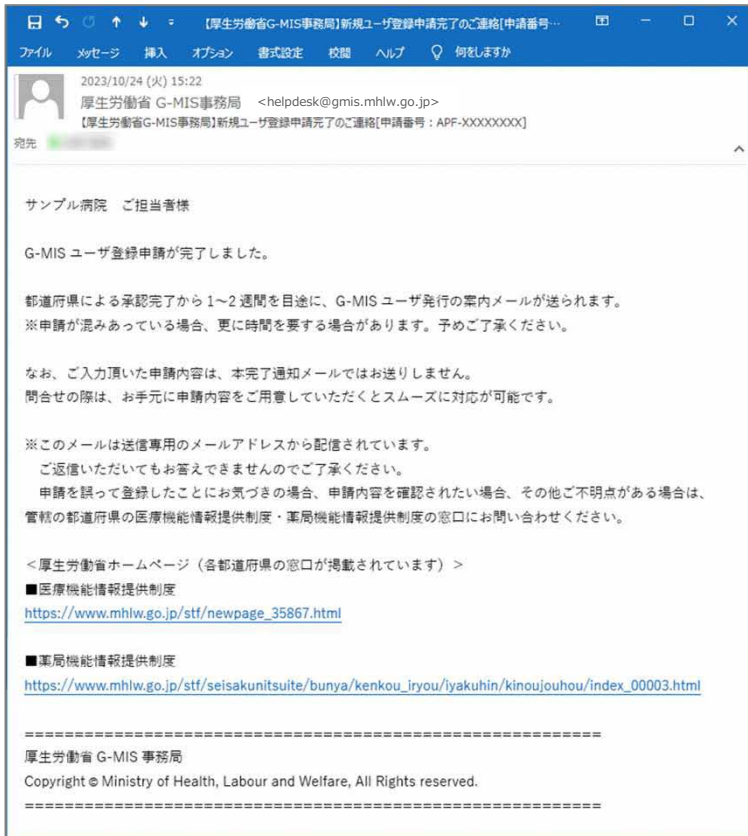 【厚生労働省G-MIS事務局】新規ユーザ登録申請完了のご連絡[申請番号…
ファイル メッセージ 挿入 オプション 書式設定 校閲 ヘルプ 何をしますか
2023/10/24 (火) 15:22
厚生労働省 G-MIS事務局 <helpdesk@gmis.mhlw.go.jp>
【厚生労働省G-MIS事務局】新規ユーザ登録申請完了のご連絡[申請番号：APF-XXXXXXXX]
宛先
サンプル病院　ご担当者様
G-MIS ユーザ登録申請が完了しました。
都道府県による承認完了から 1～2 週間を目途に、G-MIS ユーザ発行の案内メールが送られます。
※申請が混みあっている場合、更に時間を要する場合があります。予めご了承ください。
なお、ご入力頂いた申請内容は、本完了通知メールではお送りしません。
問合せの際は、お手元に申請内容をご用意していただくとスムーズに対応が可能です。
※このメールは送信専用のメールアドレスから配信されています。
ご返信いただいてもお答えできませんのでご了承ください。
申請を誤って登録したことにお気づきの場合、申請内容を確認されたい場合、その他ご不明点がある場合は、
管轄の都道府県の医療機能情報提供制度・薬局機能情報提供制度の窓口にお問い合わせください。
＜厚生労働省ホームページ（各都道府県の窓口が掲載されています）＞
■医療機能情報提供制度
https://www.mhlw.go.jp/stf/newpage_35867.html
■薬局機能情報提供制度
https://www.mhlw.go.jp/stf/seisakunitsuite/bunya/kenkou_iryou/iyakuhin/kinoujouhou/index_00003.html
==========================================================
厚生労働省 G-MIS 事務局
Copyright © Ministry of Health, Labour and Welfare, All Rights reserved.
==========================================================